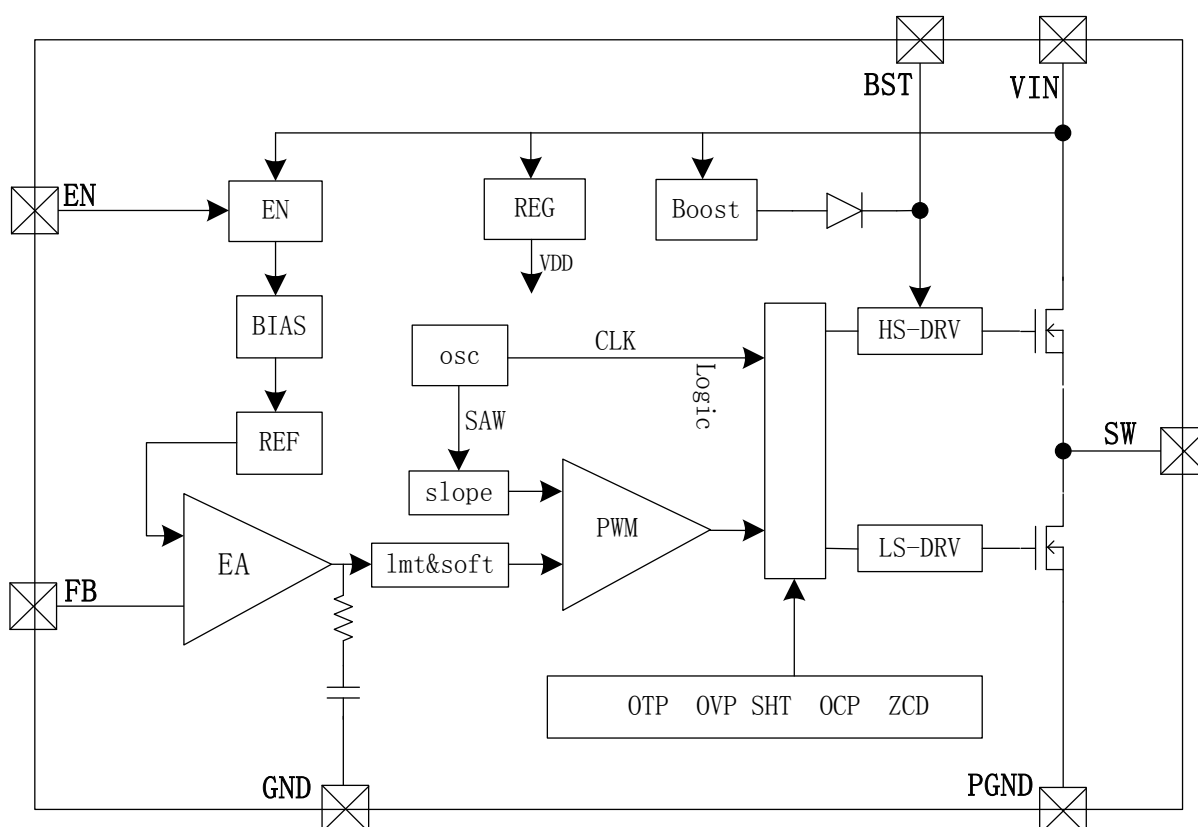 BST
VIN
EN
EN
REG
Boost
VDD
BIAS
HS-DRV
osc
CLK
Logic
SAW
REF
SW
slope
PWM
EA
lmt&soft
LS-DRV
FB
OTP OVP SHT OCP ZCD
GND
PGND